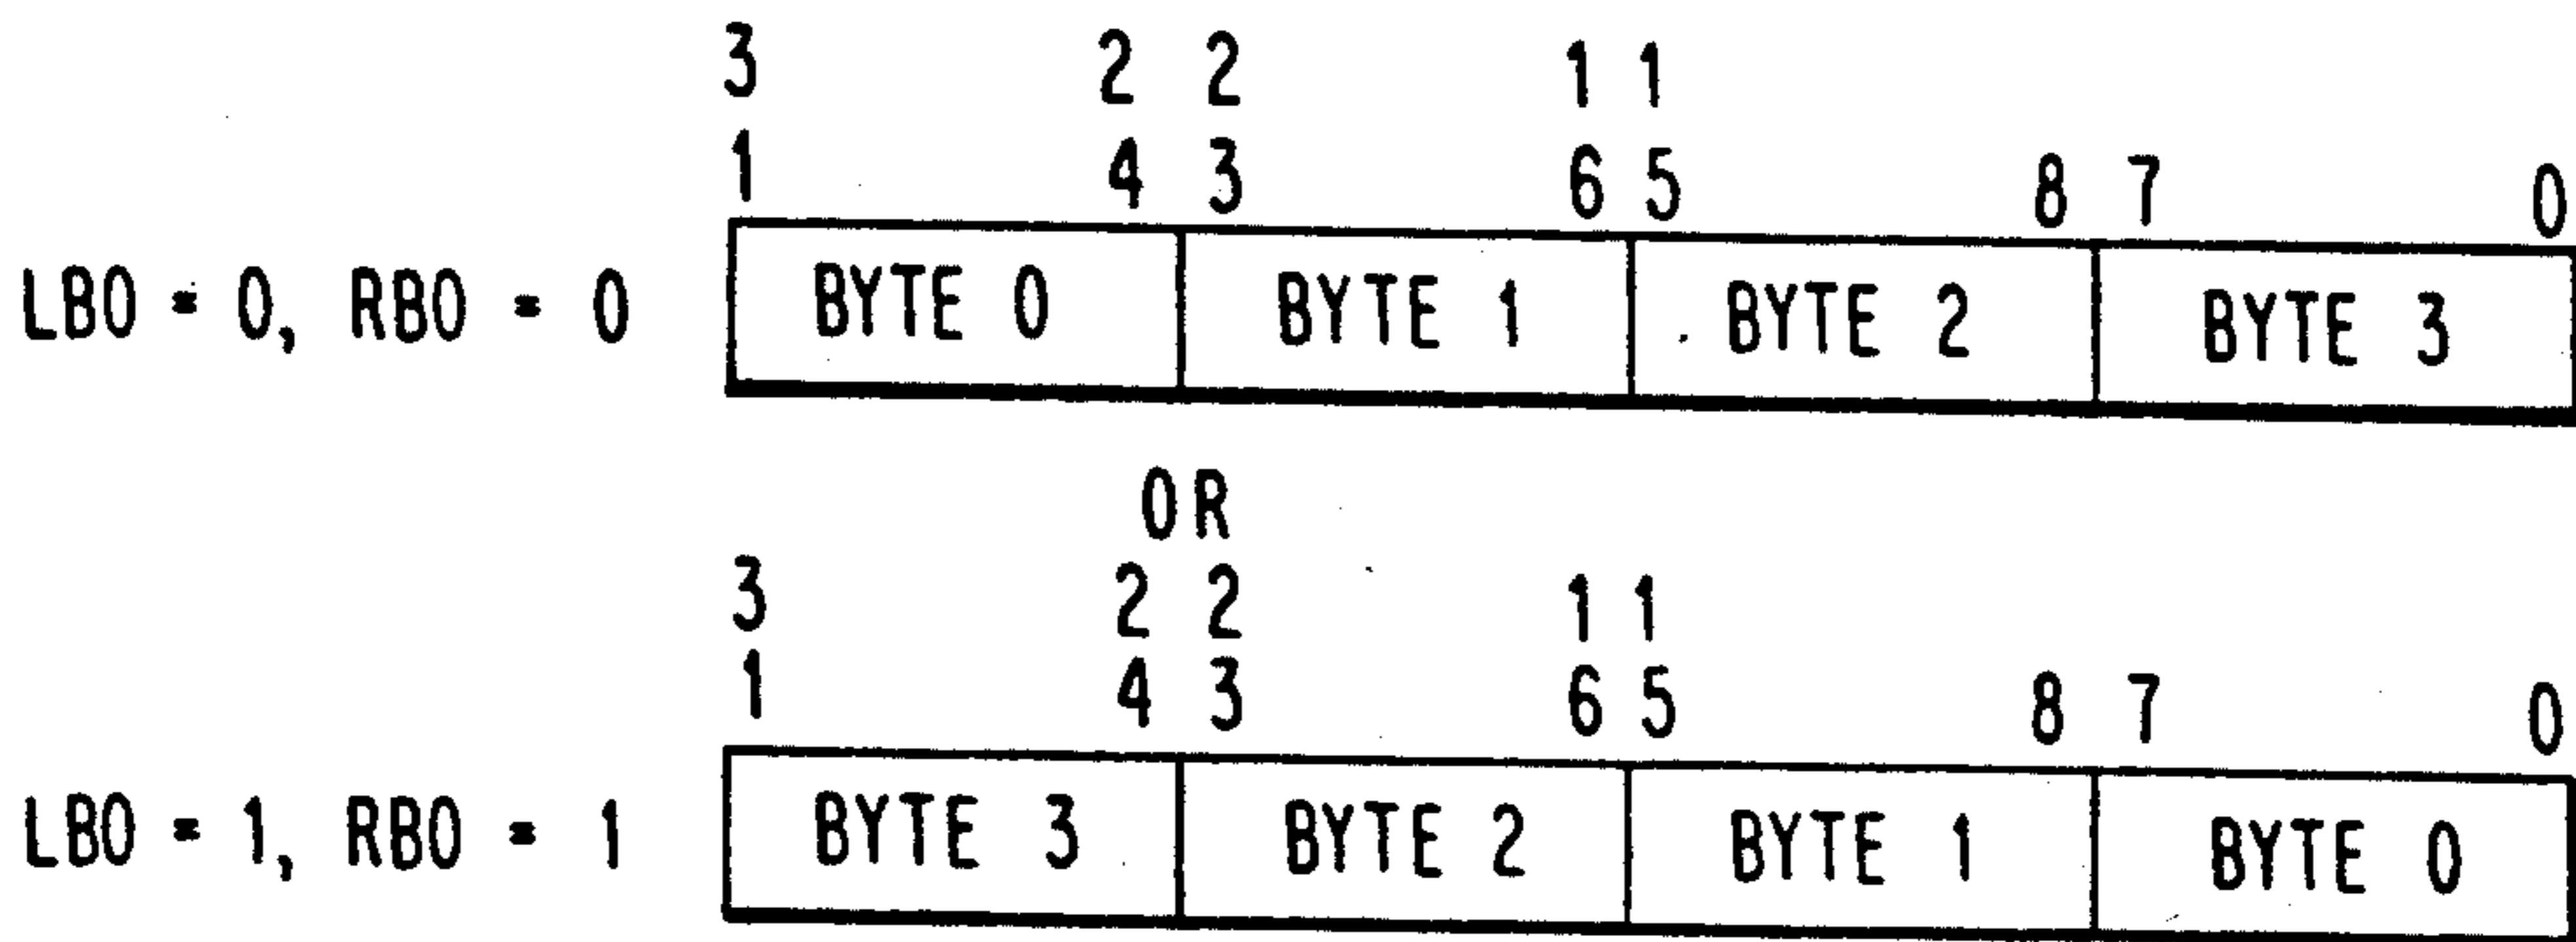 3 2 2 1 1
1 4 3 6 5 8 7 0
LBO = 0, RBO = 0 BYTE 0 BYTE 1 BYTE 2 BYTE 3
OR
3 2 2 1 1
1 4 3 6 5 8 7 0
LBO = 1, RBO = 1 BYTE 3 BYTE 2 BYTE 1 BYTE 0